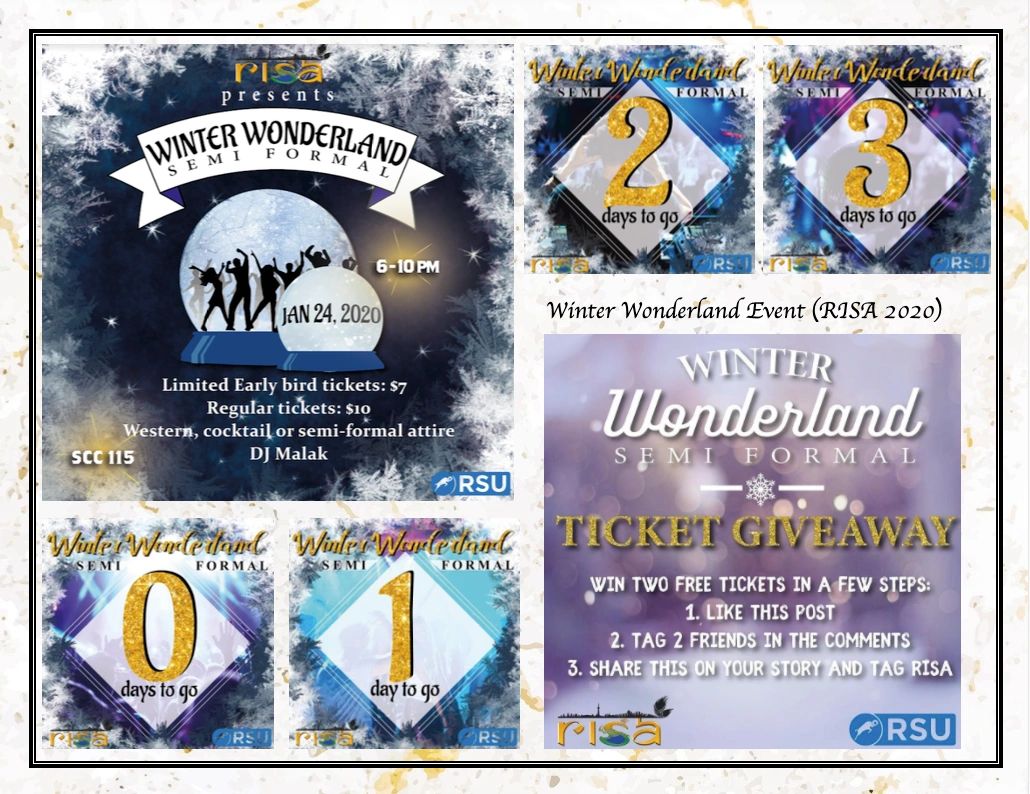 risa
presents
WINTER WONDERLAND
SEMI FORMAL
6-10 PM
JAN 24, 2020
Limited Early bird tickets: $7
Regular tickets: $10
Western, cocktail or semi-formal attire
DJ Malak
SCC 115
RSU
Winter Wonderland
SEMI FORMAL
2
days to go
risa RSU
Winter Wonderland
SEMI FORMAL
3
days to go
risa RSU
Winter Wonderland Event (RISA 2020)
WINTER
Wonderland
SEMI FORMAL
TICKET GIVEAWAY
WIN TWO FREE TICKETS IN A FEW STEPS:
1. LIKE THIS POST
2. TAG 2 FRIENDS IN THE COMMENTS
3. SHARE THIS ON YOUR STORY AND TAG RISA
risa RSU
Winter Wonderland
SEMI FORMAL
0
days to go
risa RSU
Winter Wonderland
SEMI FORMAL
1
day to go
risa RSU